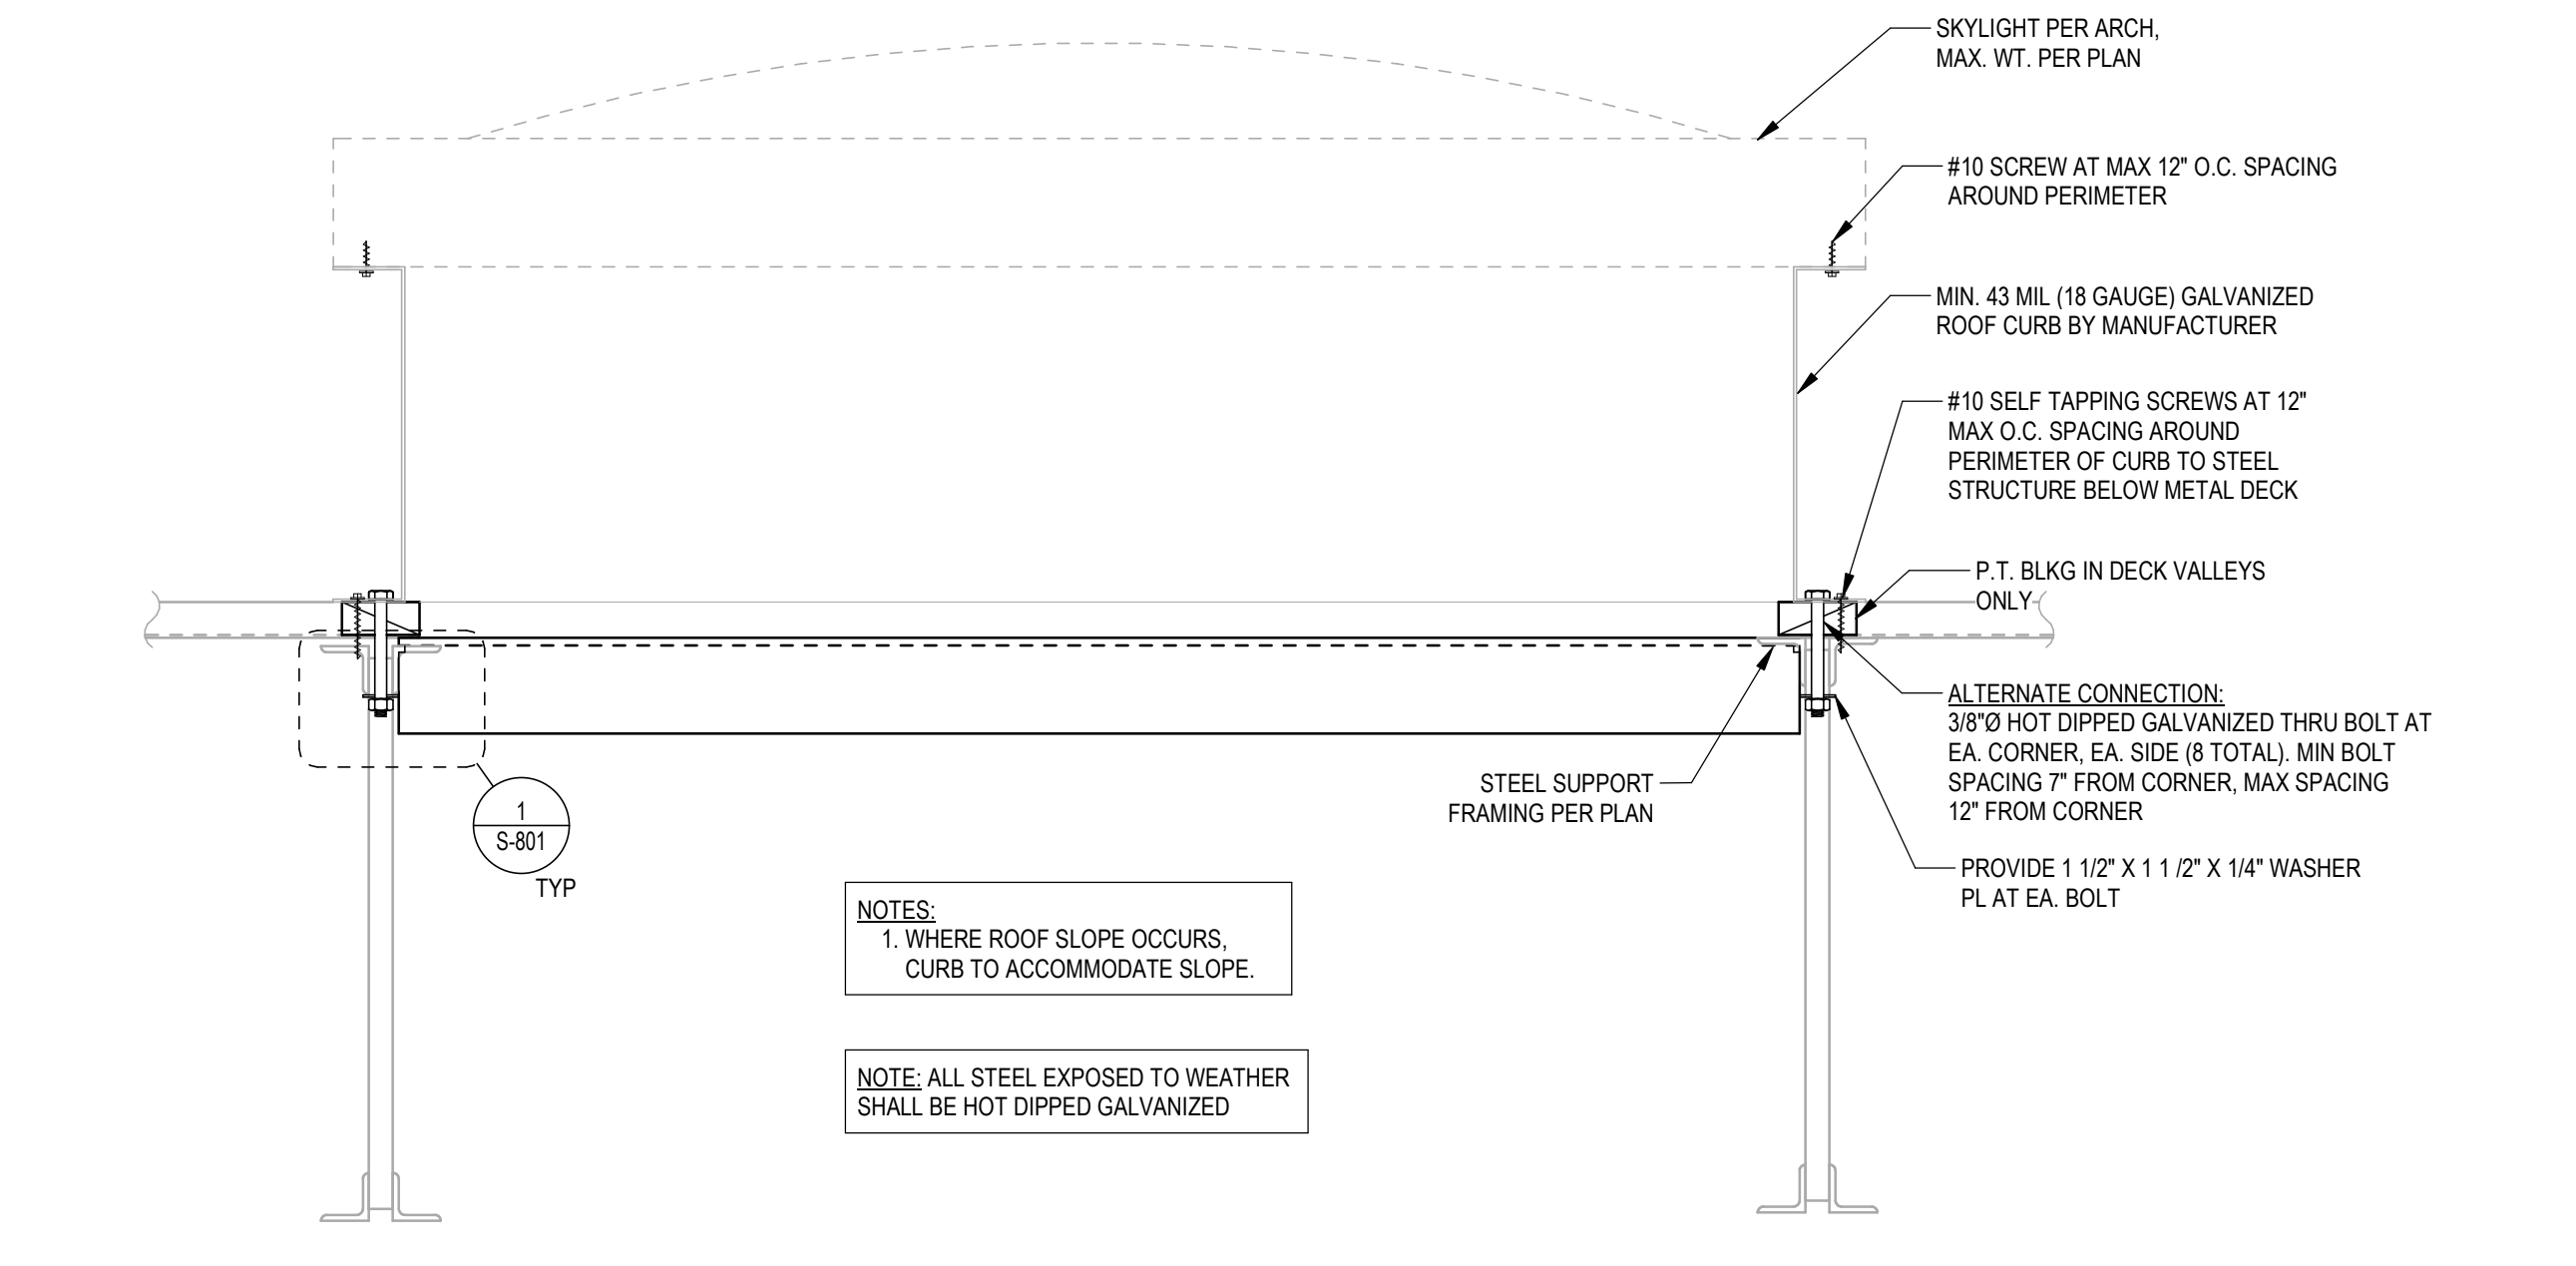 SKYLIGHT PER ARCH,
MAX. WT. PER PLAN
#10 SCREW AT MAX 12" O.C. SPACING
AROUND PERIMETER
MIN. 43 MIL (18 GAUGE) GALVANIZED
ROOF CURB BY MANUFACTURER
#10 SELF TAPPING SCREWS AT 12"
MAX O.C. SPACING AROUND
PERIMETER OF CURB TO STEEL
STRUCTURE BELOW METAL DECK
P.T. BLKG IN DECK VALLEYS
ONLY
ALTERNATE CONNECTION:
3/8"Ø HOT DIPPED GALVANIZED THRU BOLT AT
EA. CORNER, EA. SIDE (8 TOTAL). MIN BOLT
SPACING 7" FROM CORNER, MAX SPACING
12" FROM CORNER
PROVIDE 1 1/2" X 1 1 /2" X 1/4" WASHER
PL AT EA. BOLT
STEEL SUPPORT
FRAMING PER PLAN
1
S-801
TYP
NOTES:
1. WHERE ROOF SLOPE OCCURS,
CURB TO ACCOMMODATE SLOPE.
NOTE: ALL STEEL EXPOSED TO WEATHER
SHALL BE HOT DIPPED GALVANIZED